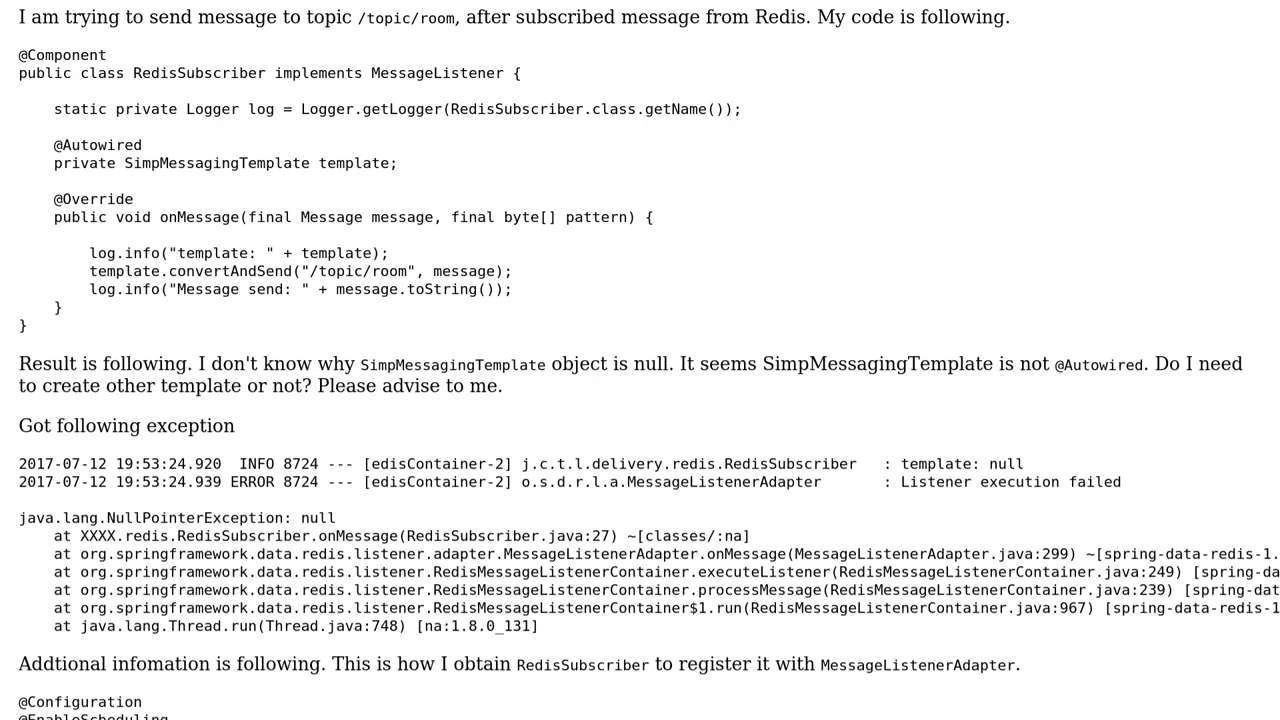 I am trying to send message to topic /topic/room, after subscribed message from Redis. My code is following.
@Component
public class RedisSubscriber implements MessageListener {
    static private Logger log = Logger.getLogger(RedisSubscriber.class.getName());
    @Autowired
    private SimpMessagingTemplate template;
    @Override
    public void onMessage(final Message message, final byte[] pattern) {
        log.info("template: " + template);
        template.convertAndSend("/topic/room", message);
        log.info("Message send: " + message.toString());
    }
}
Result is following. I don't know why SimpMessagingTemplate object is null. It seems SimpMessagingTemplate is not @Autowired. Do I need
to create other template or not? Please advise to me.
Got following exception
2017-07-12 19:53:24.920  INFO 8724 --- [edisContainer-2] j.c.t.l.delivery.redis.RedisSubscriber   : template: null
2017-07-12 19:53:24.939 ERROR 8724 --- [edisContainer-2] o.s.d.r.l.a.MessageListenerAdapter       : Listener execution failed
java.lang.NullPointerException: null
    at XXXX.redis.RedisSubscriber.onMessage(RedisSubscriber.java:27) ~[classes/:na]
    at org.springframework.data.redis.listener.adapter.MessageListenerAdapter.onMessage(MessageListenerAdapter.java:299) ~[spring-data-redis-1.
    at org.springframework.data.redis.listener.RedisMessageListenerContainer.executeListener(RedisMessageListenerContainer.java:249) [spring-da
    at org.springframework.data.redis.listener.RedisMessageListenerContainer.processMessage(RedisMessageListenerContainer.java:239) [spring-dat
    at org.springframework.data.redis.listener.RedisMessageListenerContainer$1.run(RedisMessageListenerContainer.java:967) [spring-data-redis-1
    at java.lang.Thread.run(Thread.java:748) [na:1.8.0_131]
Addtional infomation is following. This is how I obtain RedisSubscriber to register it with MessageListenerAdapter.
@Configuration
@EnableScheduling